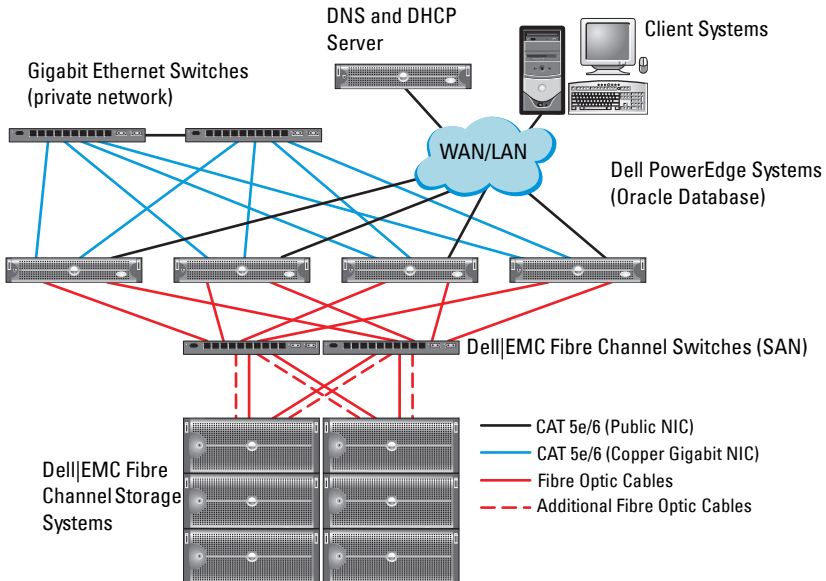 DNS and DHCP
Server
Client Systems
Gigabit Ethernet Switches
(private network)
WAN/LAN
Dell PowerEdge Systems
(Oracle Database)
Dell|EMC Fibre Channel Switches (SAN)
CAT 5e/6 (Public NIC)
CAT 5e/6 (Copper Gigabit NIC)
Fibre Optic Cables
Additional Fibre Optic Cables
Dell|EMC Fibre
Channel Storage
Systems